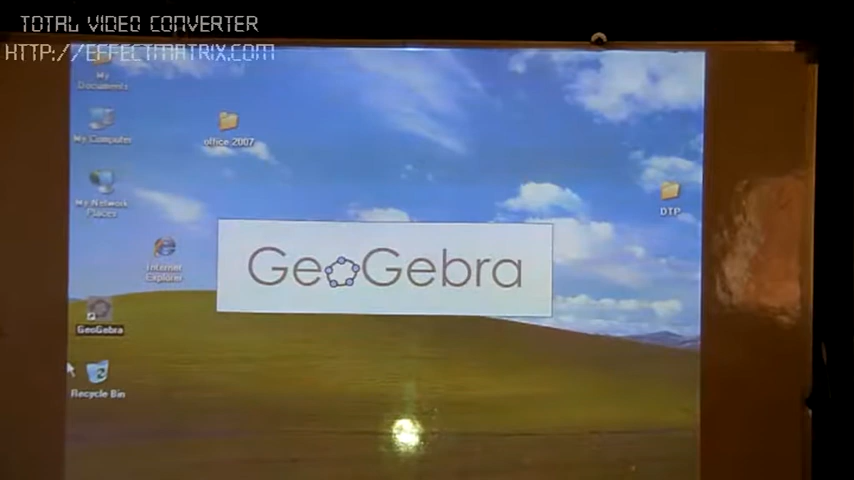 TOTAL VIDEO CONVERTER
HTTP://EFFECTMATRIX.COM
My
Documents
My Computer
office 2007
My Network
Places
DTP
Internet
Explorer
GeoGebra
GeoGebra
Recycle Bin